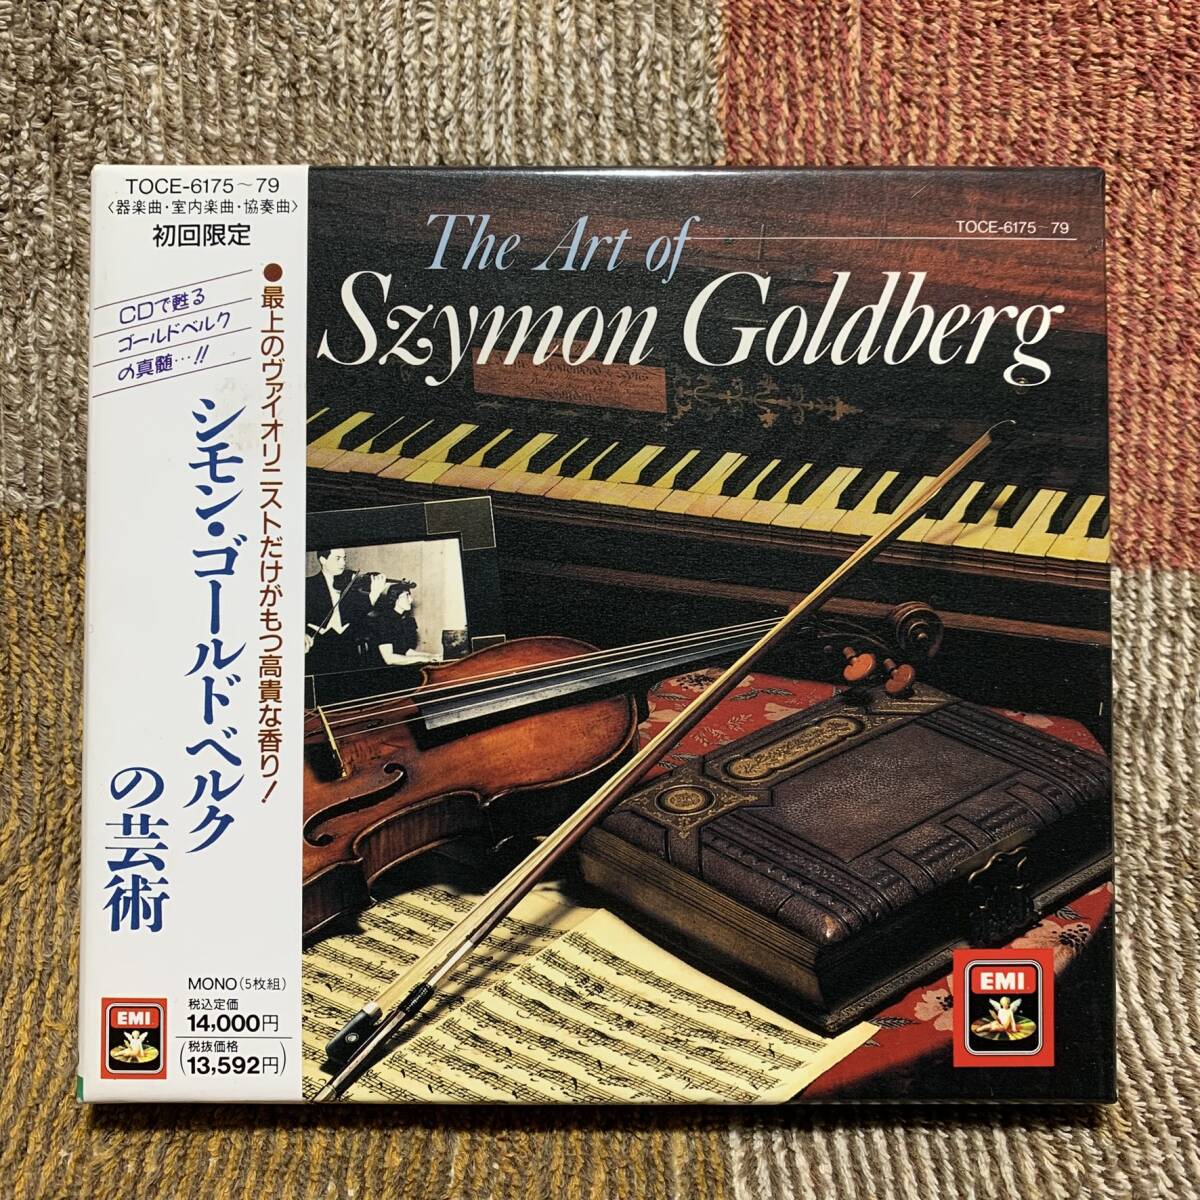 TOCE-6175~79
〈器楽曲・室内楽曲・協奏曲〉
初回限定
CDで甦る
ゴールドベルク
の真髄…!!
●最上のヴァイオリニストだけがもつ高貴な香り!
シモン・ゴールドベルク
の芸術
MONO(5枚組)
税込定価
14,000円
(税抜価格
13,592円)
EMI
The Art of
TOCE-6175~79
Szymon Goldberg
EMI